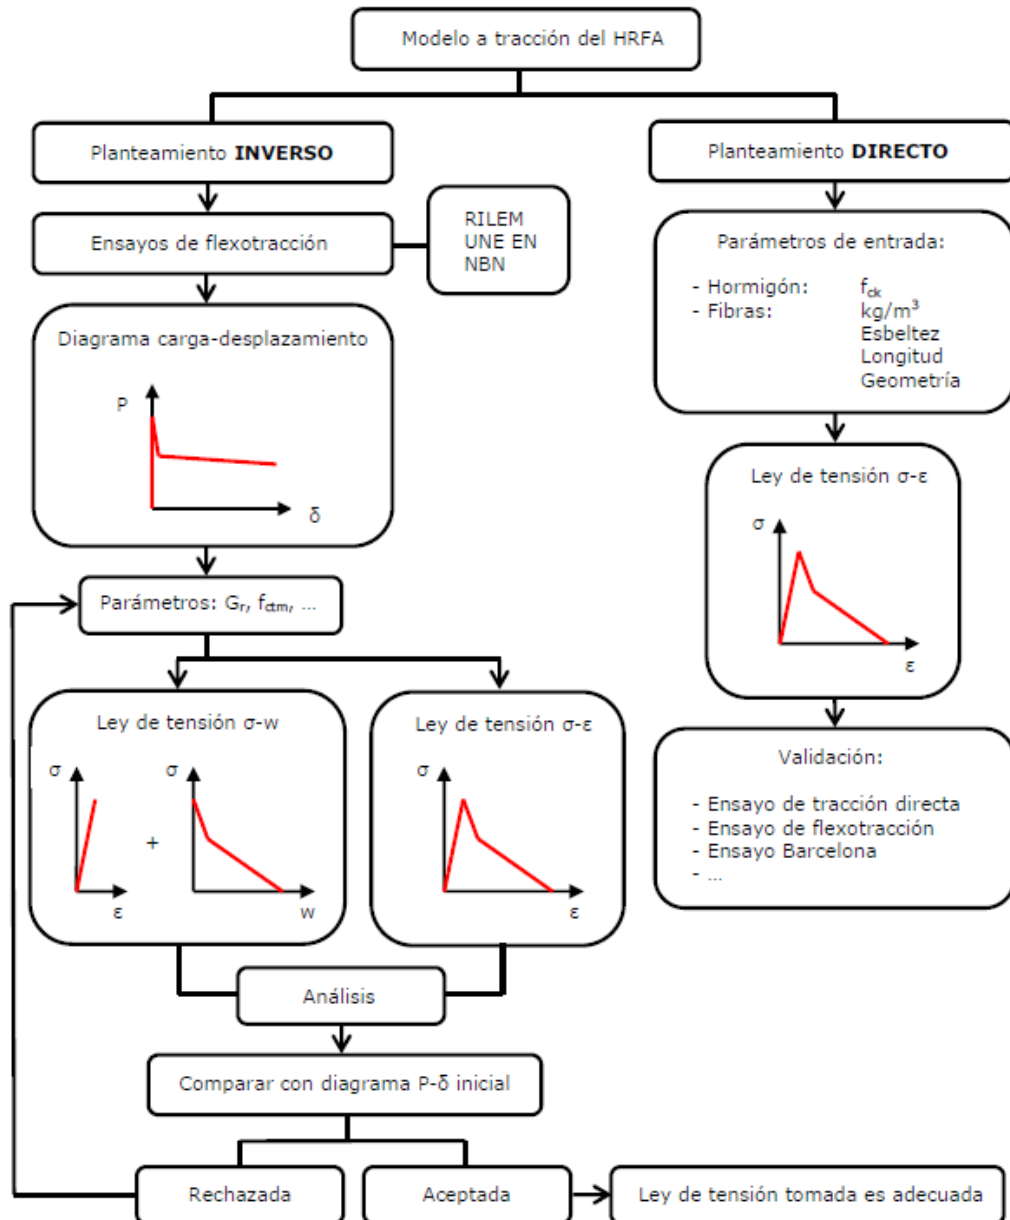 Modelo a tracción del HRFA
Planteamiento INVERSO
Ensayos de flexotracción
RILEM
UNE EN
NBN
Diagrama carga-desplazamiento
P
δ
Parámetros: Gr, fctm, ...
Ley de tensión σ-w
σ
ε
+
σ
w
Ley de tensión σ-ε
σ
ε
Análisis
Comparar con diagrama P-δ inicial
Rechazada
Aceptada
Ley de tensión tomada es adecuada
Planteamiento DIRECTO
Parámetros de entrada:
- Hormigón: fck
- Fibras: kg/m³
Esbeltez
Longitud
Geometría
Ley de tensión σ-ε
σ
ε
Validación:
- Ensayo de tracción directa
- Ensayo de flexotracción
- Ensayo Barcelona
- ...